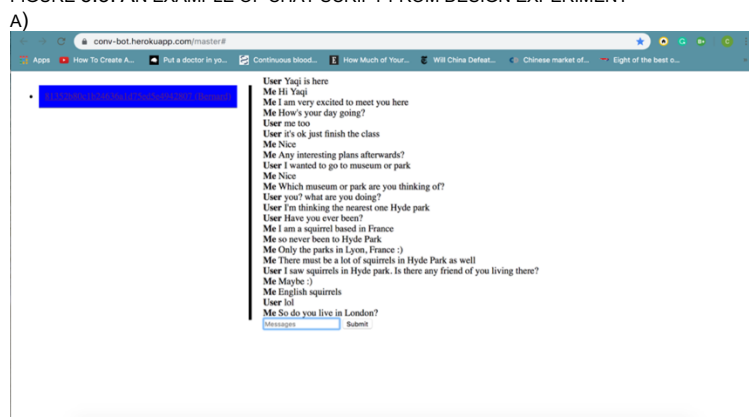 A)
conv-bot.herokuapp.com/master#
Apps How To Create A... Put a doctor in yo... Continuous blood... How Much of Your... Will China Defeat... Chinese market of... Eight of the best o...
User Yaqi is here
Me Hi Yaqi
Me I am very excited to meet you here
Me How's your day going?
User me too
User it's ok just finish the class
Me Nice
Me Any interesting plans afterwards?
User I wanted to go to museum or park
Me Nice
Me Which museum or park are you thinking of?
User you? what are you doing?
User I'm thinking the nearest one Hyde park
User Have you ever been?
Me I am a squirrel based in France
Me so never been to Hyde Park
Me Only the parks in Lyon, France :)
Me There must be a lot of squirrels in Hyde Park as well
User I saw squirrels in Hyde park. Is there any friend of you living there?
Me Maybe :)
Me English squirrels
User lol
Me So do you live in London?
Messages Submit